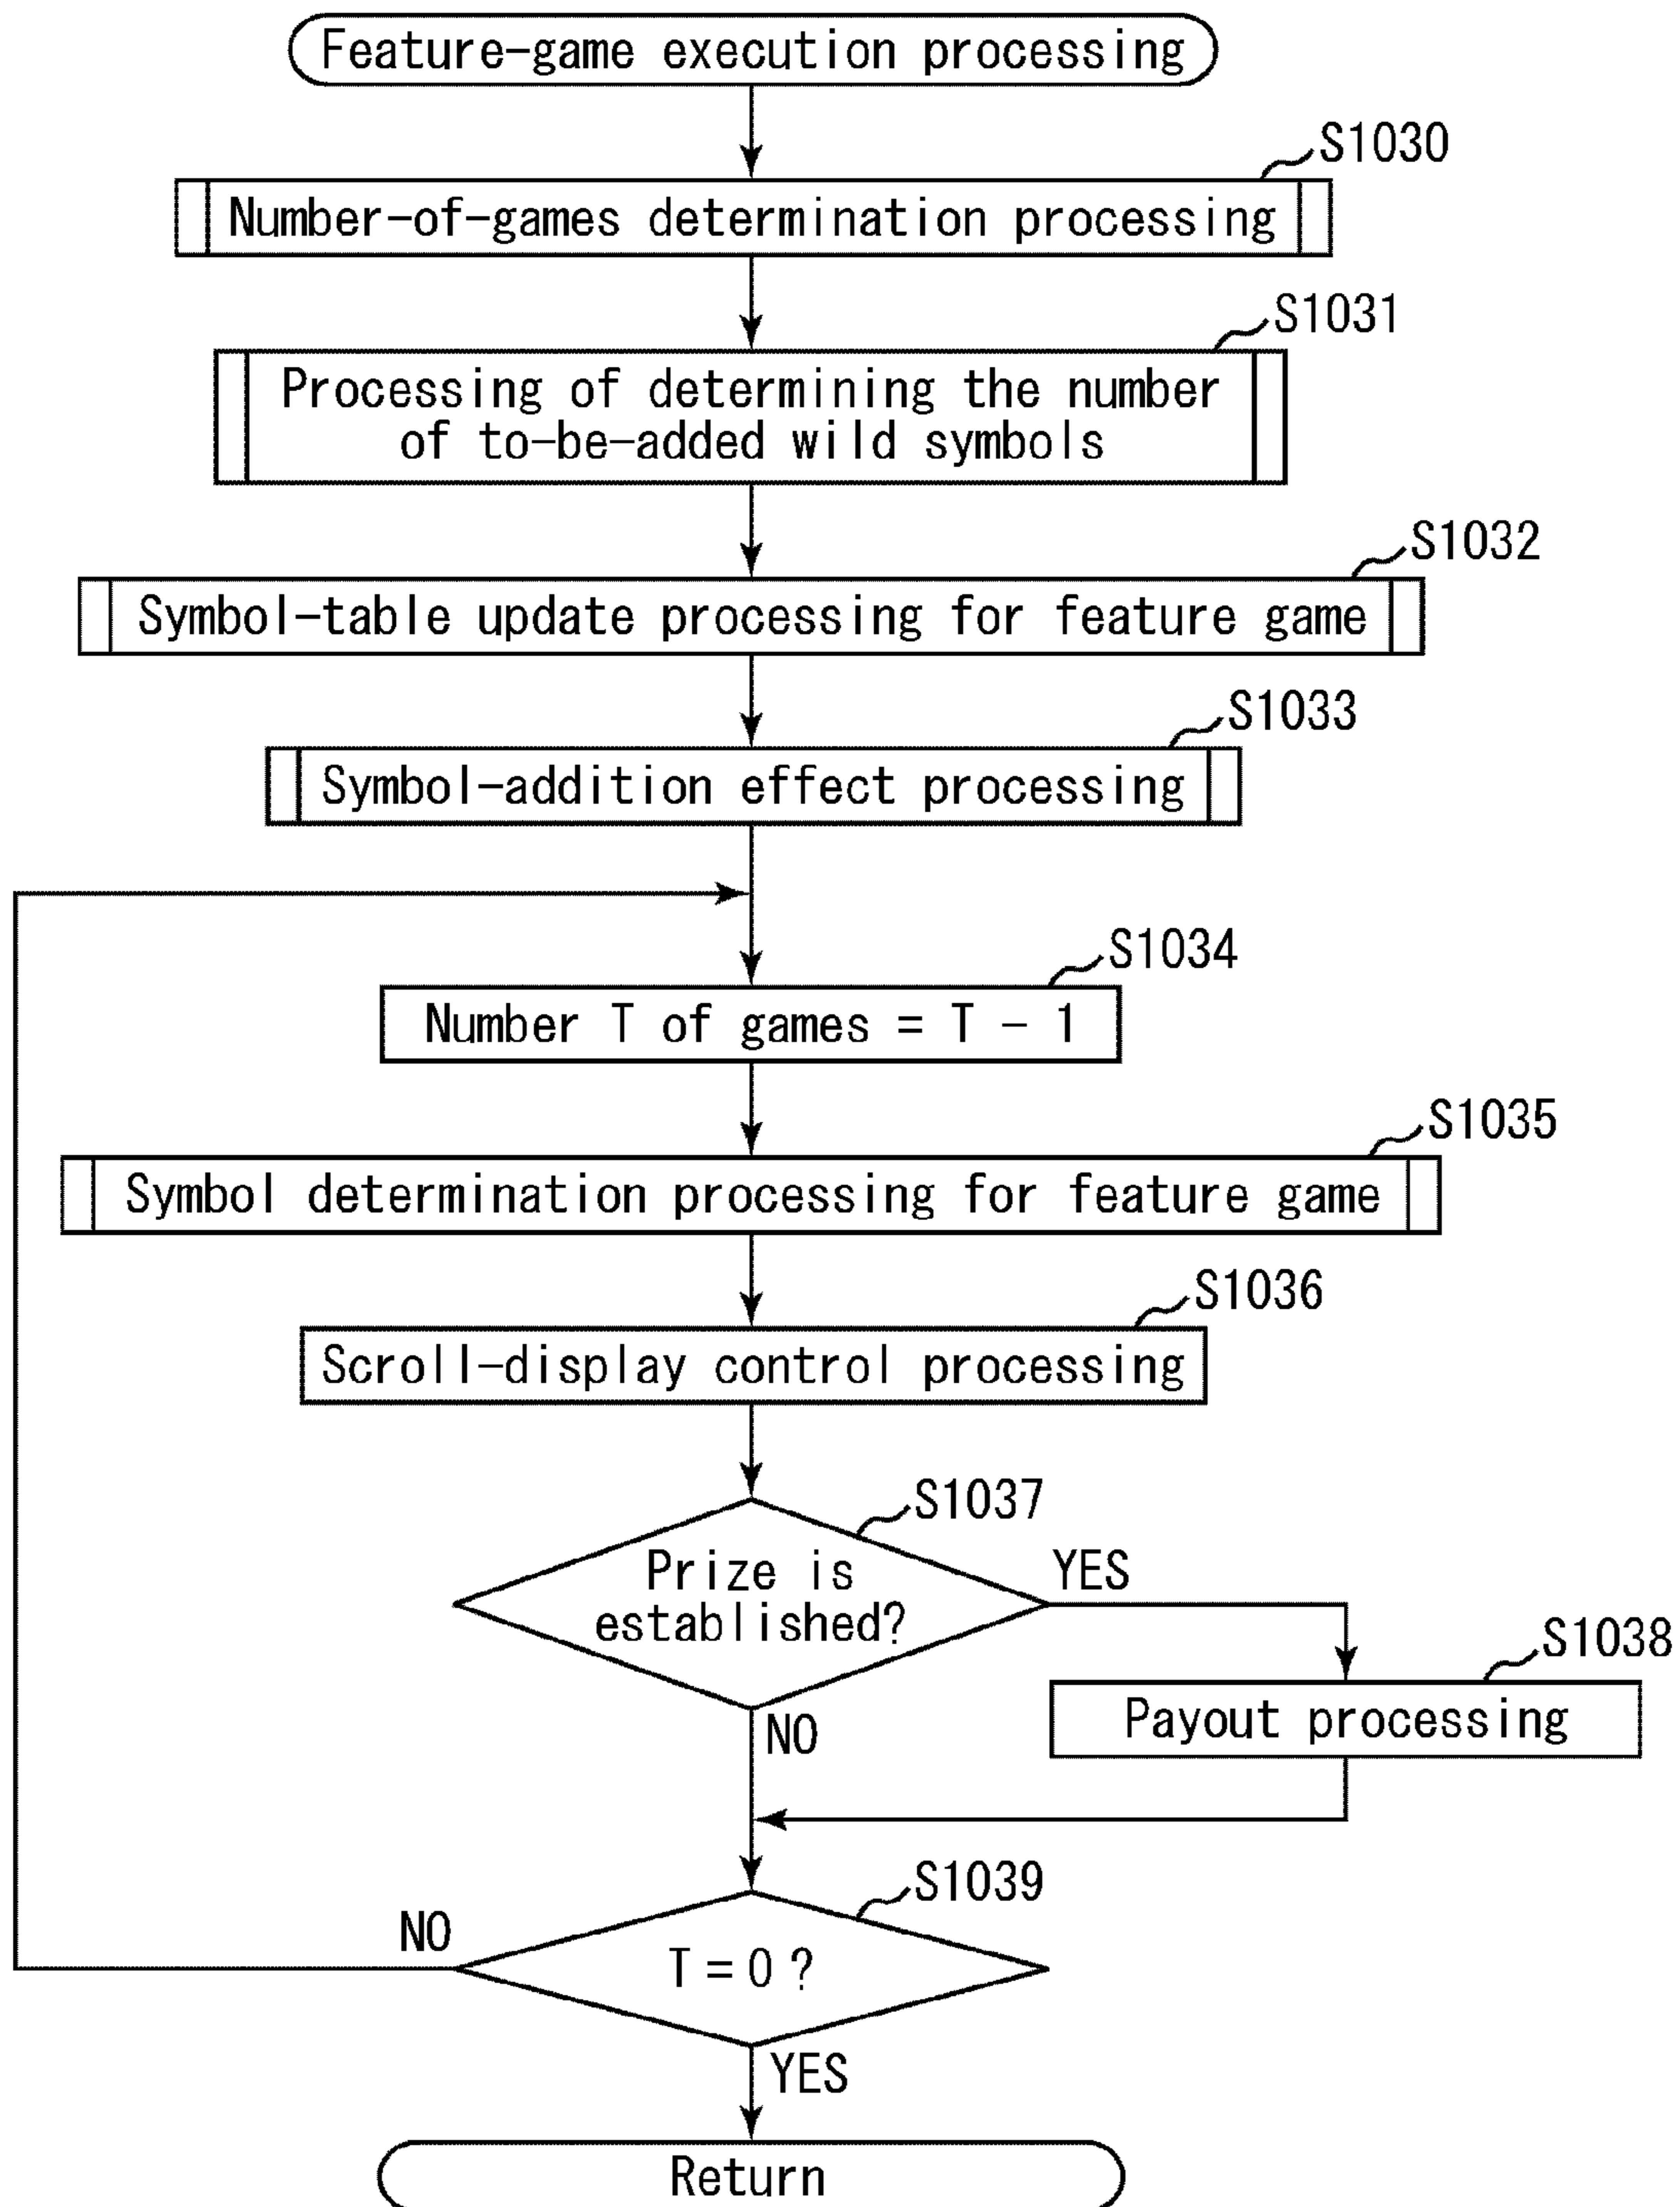 Feature-game execution processing
S1030
Number-of-games determination processing
S1031
Processing of determining the number
of to-be-added wild symbols
S1032
Symbol-table update processing for feature game
S1033
Symbol-addition effect processing
S1034
Number T of games = T - 1
S1035
Symbol determination processing for feature game
S1036
Scroll-display control processing
S1037
Prize is
established?
YES
S1038
Payout processing
NO
S1039
NO
T=0?
YES
Return